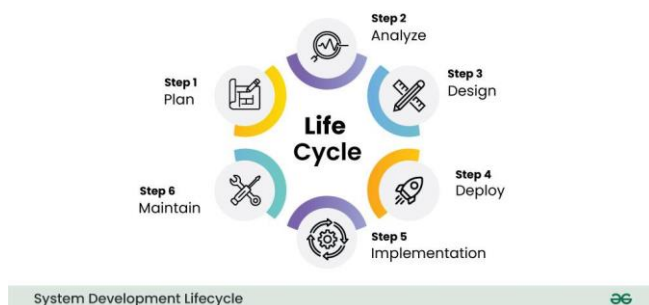 Step 1
Plan
Step 2
Analyze
Step 3
Design
Step 4
Deploy
Step 5
Implementation
Step 6
Maintain
Life
Cycle
System Development Lifecycle